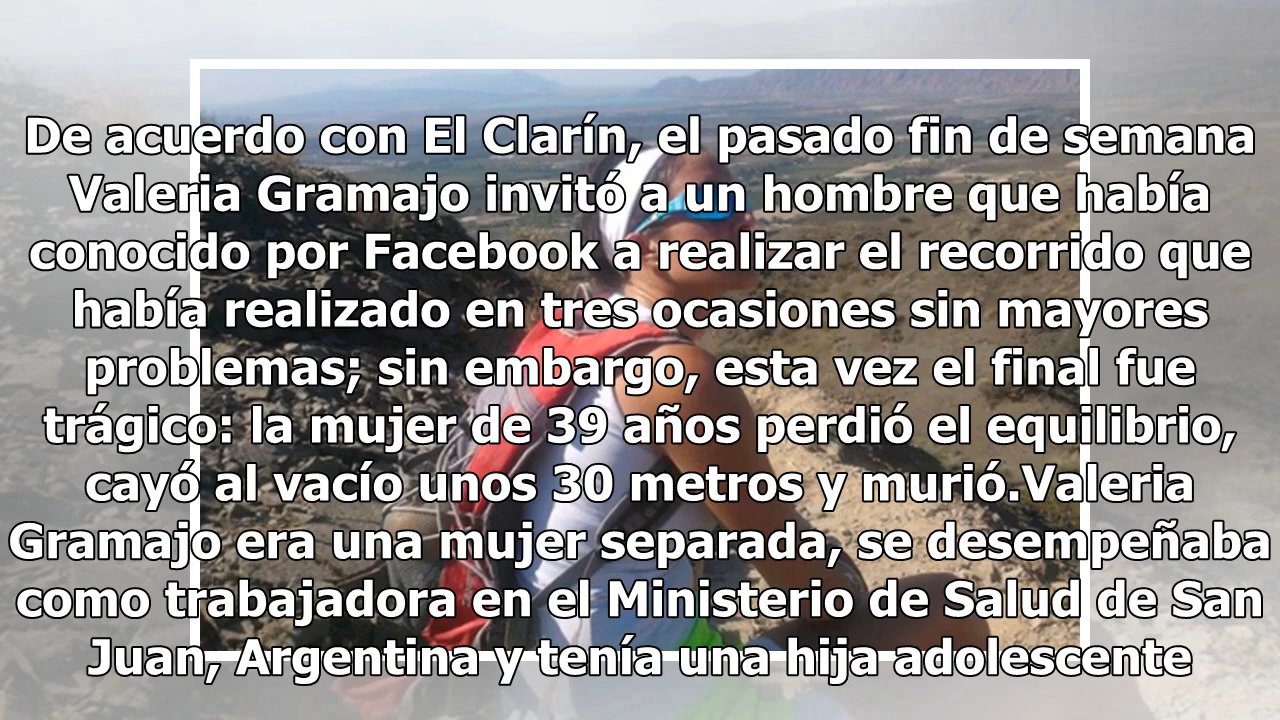 De acuerdo con El Clarín, el pasado fin de semana
Valeria Gramajo invitó a un hombre que había
conocido por Facebook a realizar el recorrido que
había realizado en tres ocasiones sin mayores
problemas; sin embargo, esta vez el final fue
trágico: la mujer de 39 años perdió el equilibrio,
cayó al vacío unos 30 metros y murió.Valeria
Gramajo era una mujer separada, se desempeñaba
como trabajadora en el Ministerio de Salud de San
Juan, Argentina y tenía una hija adolescente